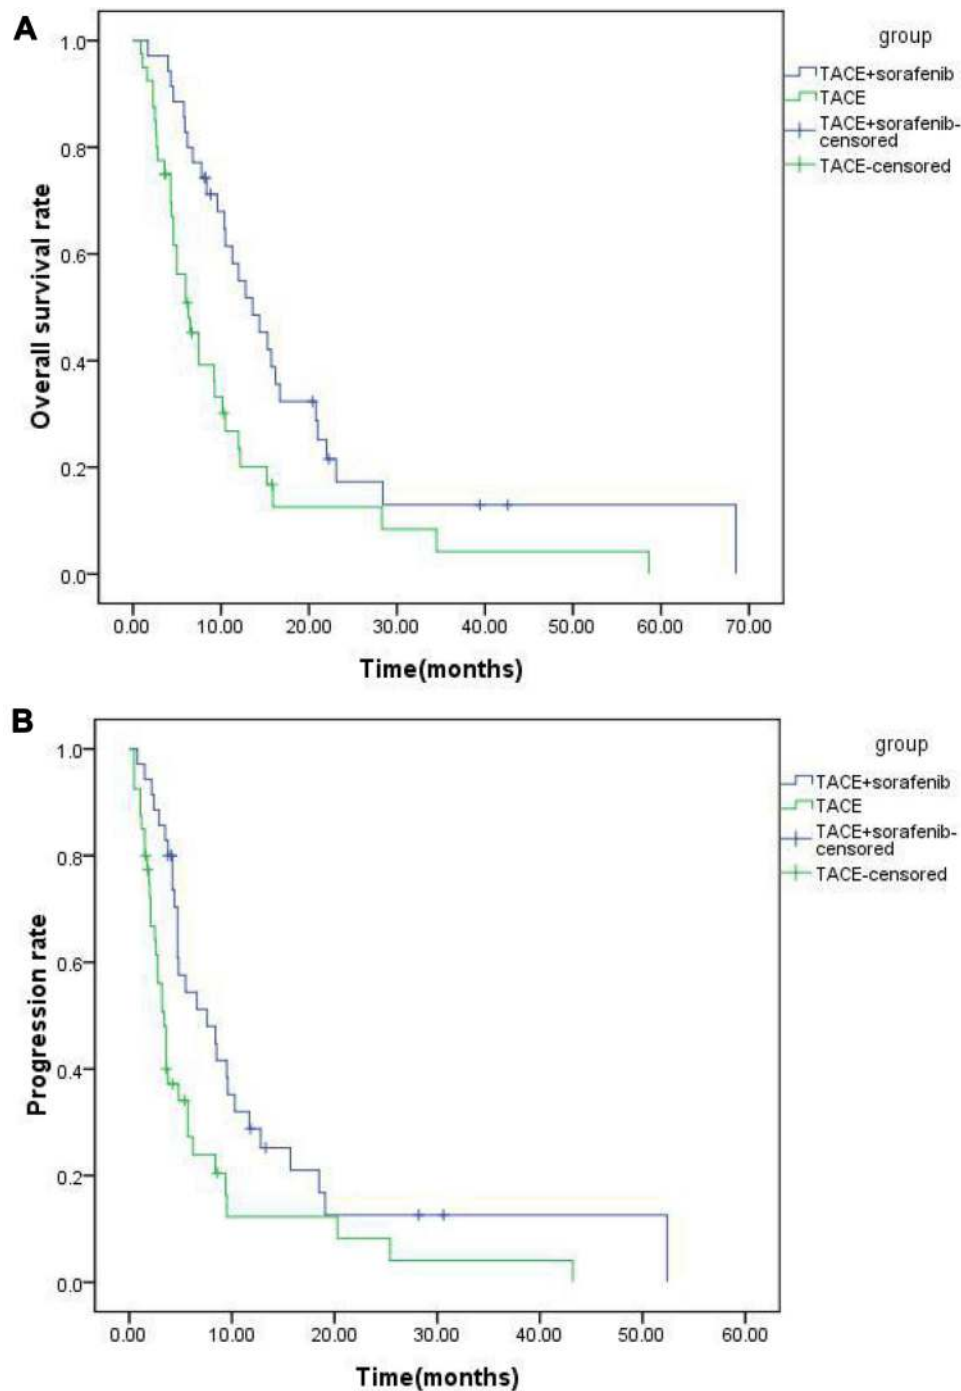 A
group
TACE+sorafenib
TACE
TACE+sorafenib-
censored
TACE-censored
1.0
0.8
0.6
0.4
0.2
0.0
Overall survival rate
0.00 10.00 20.00 30.00 40.00 50.00 60.00 70.00
Time(months)
B
group
TACE+sorafenib
TACE
TACE+sorafenib-
censored
TACE-censored
1.0
0.8
0.6
0.4
0.2
0.0
Progression rate
0.00 10.00 20.00 30.00 40.00 50.00 60.00
Time(months)